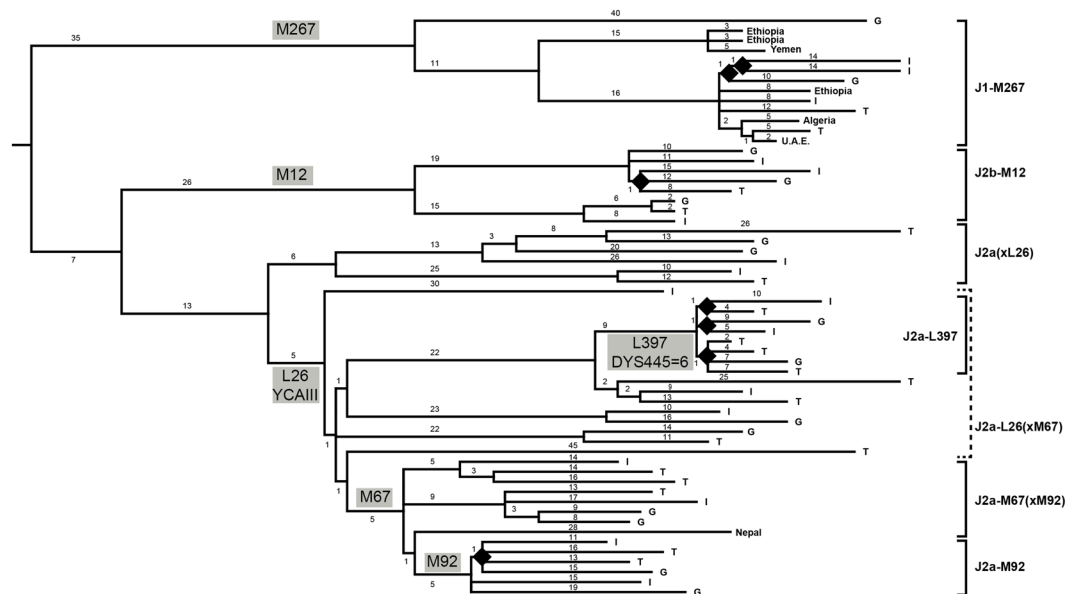 40
G
35
M267
3
Ethiopia
15
3
Ethiopia
5
Yemen
11
14
1
I
1
14
I
10
G
J1-M267
8
Ethiopia
16
8
I
12
T
5
Algeria
2
5
T
1
2
U.A.E.
10
G
19
11
I
15
I
M12
26
12
G
1
8
T
J2b-M12
6
2
G
15
2
T
8
I
26
T
8
3
13
G
13
20
G
6
26
I
J2a(xL26)
7
10
I
25
12
T
30
I
10
I
13
1
4
T
9
9
G
1
5
I
L397
DYS445=6
2
T
J2a-L397
4
T
5
22
7
G
1
7
T
L26
YCAIII
1
25
T
2
9
I
2
13
T
10
I
23
16
G
14
G
J2a-L26(xM67)
22
11
T
1
45
T
14
I
5
14
T
3
16
T
1
M67
13
T
9
17
I
J2a-M67(xM92)
9
G
3
5
8
G
28
Nepal
11
I
1
16
T
1
M92
13
T
15
G
J2a-M92
5
15
I
19
G